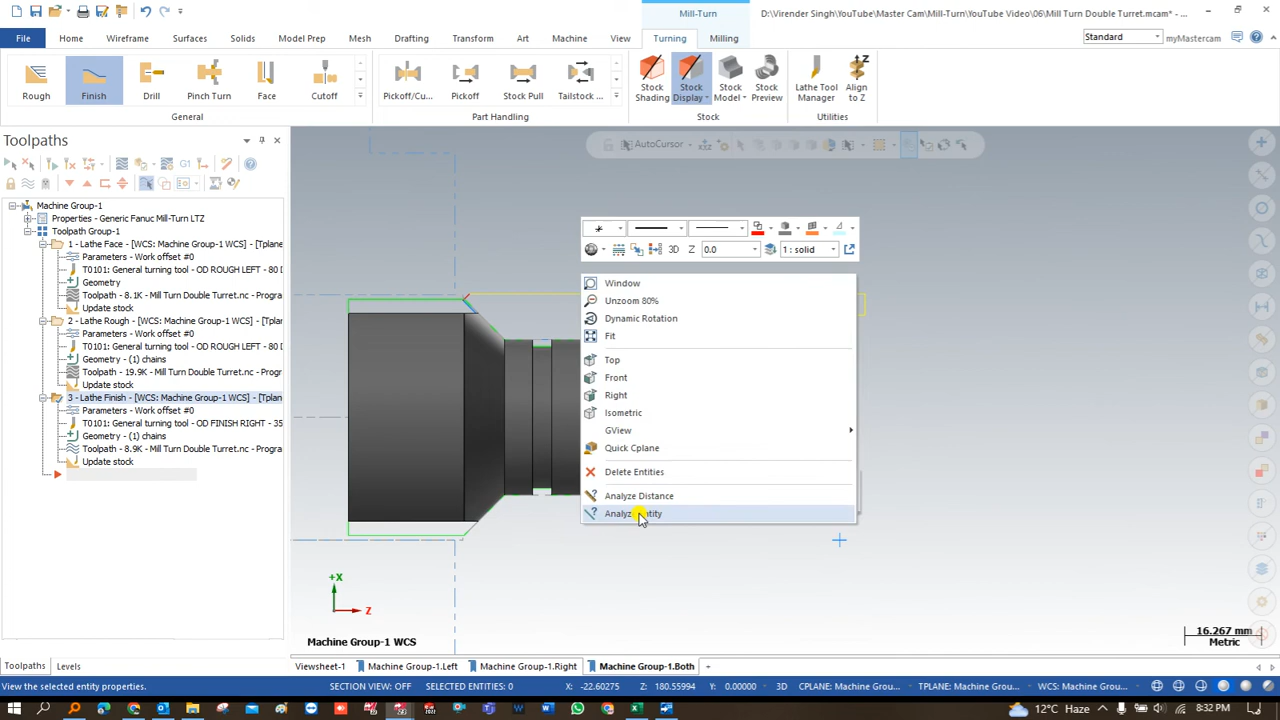 Mill-Turn
D:\Virender Singh\YouTube\Master Cam\Mill-Turn\YouTube Video\06\Mill Turn Double Turret.mcam* - ...
File Home Wireframe Surfaces Solids Model Prep Mesh Drafting Transform Art Machine View Turning Milling
Standard
myMastercam
Rough Finish Drill Pinch Turn Face Cutoff
Pickoff/Cu... Pickoff Stock Pull Tailstock ...
Stock Shading
Stock Display
Stock Model
Stock Preview
Lathe Tool Manager
Align to Z
General
Part Handling
Stock
Utilities
Toolpaths
AutoCursor
G1
Machine Group-1
Properties - Generic Fanuc Mill-Turn LTZ
Toolpath Group-1
1 - Lathe Face - [WCS: Machine Group-1 WCS] - [Tplane
Parameters - Work offset #0
T0101: General turning tool - OD ROUGH LEFT - 80 D
Geometry
Toolpath - 8.1K - Mill Turn Double Turret.nc - Progra
Update stock
2 - Lathe Rough - [WCS: Machine Group-1 WCS] - [Tpl
Parameters - Work offset #0
T0101: General turning tool - OD ROUGH LEFT - 80 D
Geometry - (1) chains
Toolpath - 19.9K - Mill Turn Double Turret.nc - Progra
Update stock
3 - Lathe Finish - [WCS: Machine Group-1 WCS] - [Tplan
Parameters - Work offset #0
T0101: General turning tool - OD FINISH RIGHT - 35
Geometry - (1) chains
Toolpath - 8.9K - Mill Turn Double Turret.nc - Progra
Update stock
3D Z 0.0 1 : solid
Window
Unzoom 80%
Dynamic Rotation
Fit
Top
Front
Right
Isometric
GView
Quick Cplane
Delete Entities
Analyze Distance
Analyze Entity
+X
Z
Machine Group-1 WCS
16.267 mm
Metric
Toolpaths Levels
Viewsheet-1 Machine Group-1.Left Machine Group-1.Right Machine Group-1.Both +
View the selected entity properties.
SECTION VIEW: OFF SELECTED ENTITIES: 0 X: -22.60275 Z: 180.55994 Y: 0.00000 3D CPLANE: Machine Grou... TPLANE: Machine Grou... WCS: Machine Grou...
12°C Haze
8:32 PM